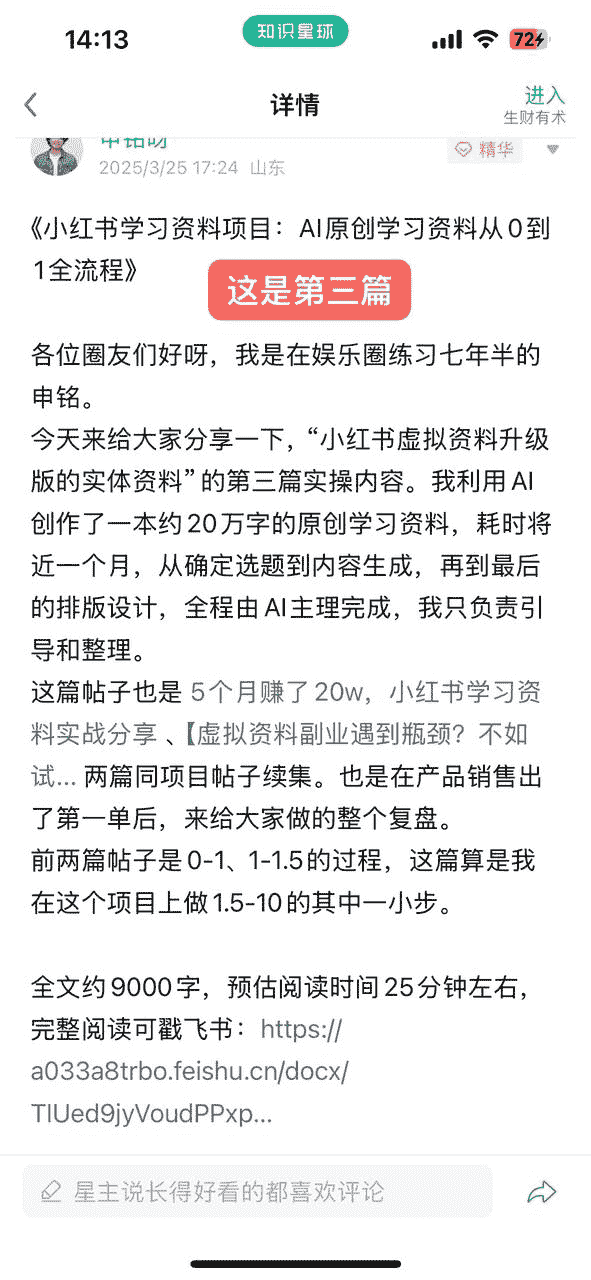 14:13
知识星球
72
详情
进入
生财有术
申铭呀
2025/3/25 17:24 山东
精华
《小红书学习资料项目：AI原创学习资料从0到
1全流程》
这是第三篇
各位圈友们好呀，我是在娱乐圈练习七年半的
申铭。
今天来给大家分享一下，“小红书虚拟资料升级
版的实体资料”的第三篇实操内容。我利用AI
创作了一本约20万字的原创学习资料，耗时将
近一个月，从确定选题到内容生成，再到最后
的排版设计，全程由AI主理完成，我只负责引
导和整理。
这篇帖子也是 5个月赚了20w，小红书学习资
料实战分享 、【虚拟资料副业遇到瓶颈？不如
试... 两篇同项目帖子续集。也是在产品销售出
了第一单后，来给大家做的整个复盘。
前两篇帖子是0-1、1-1.5的过程，这篇算是我
在这个项目上做1.5-10的其中一小步。
全文约9000字，预估阅读时间25分钟左右，
完整阅读可戳飞书：https://
a033a8trbo.feishu.cn/docx/
TlUed9jyVoudPPxp...
星主说长得好看的都喜欢评论